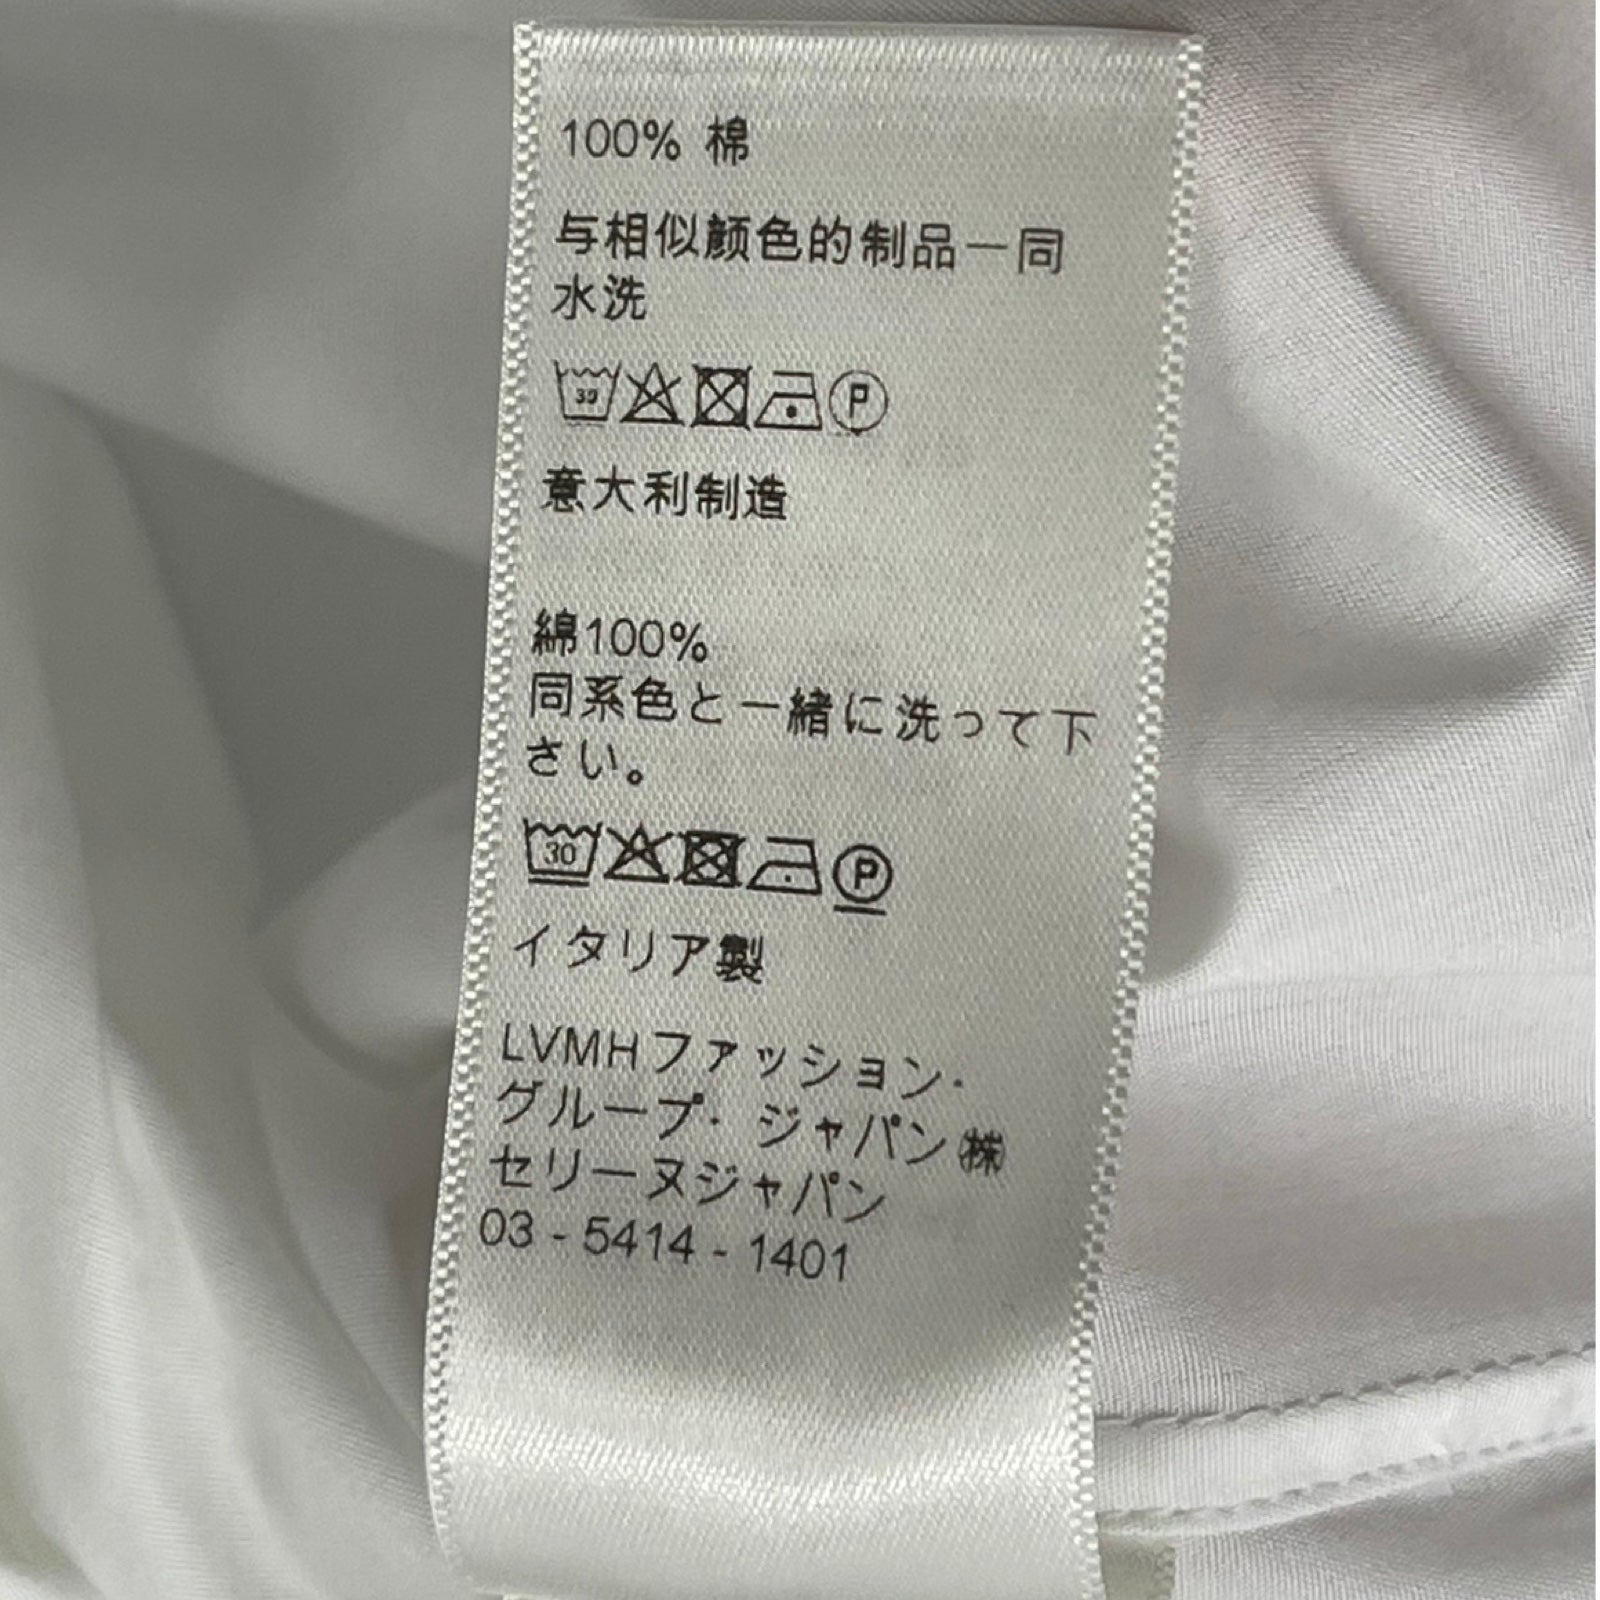 100% 棉
与相似颜色的制品一同
水洗
30 P
意大利制造
綿100%
同系色と一緒に洗って下
さい。
30 P
イタリア製
LVMHファッション・
グループ・ジャパン㈱
セリーヌジャパン
03 - 5414 - 1401